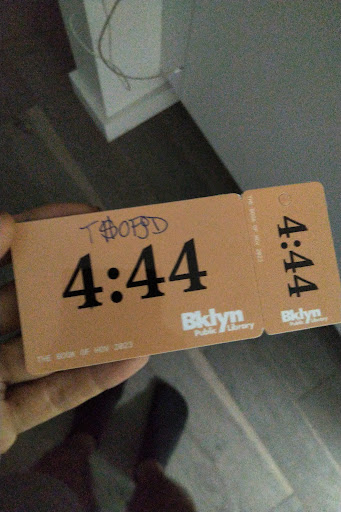 4:44
Bklyn
Public Library
THE BOOK OF HOV 2023
THE BOOK OF HOV 2023
4:44
Bklyn
Public Library